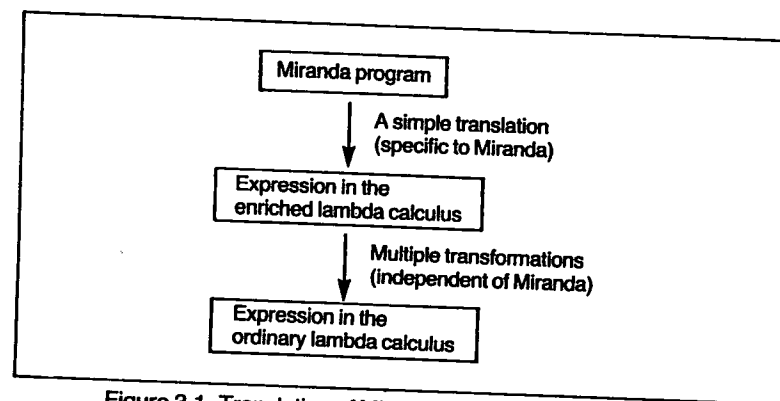 Miranda program
A simple translation
(specific to Miranda)
Expression in the
enriched lambda calculus
Multiple transformations
(independent of Miranda)
Expression in the
ordinary lambda calculus